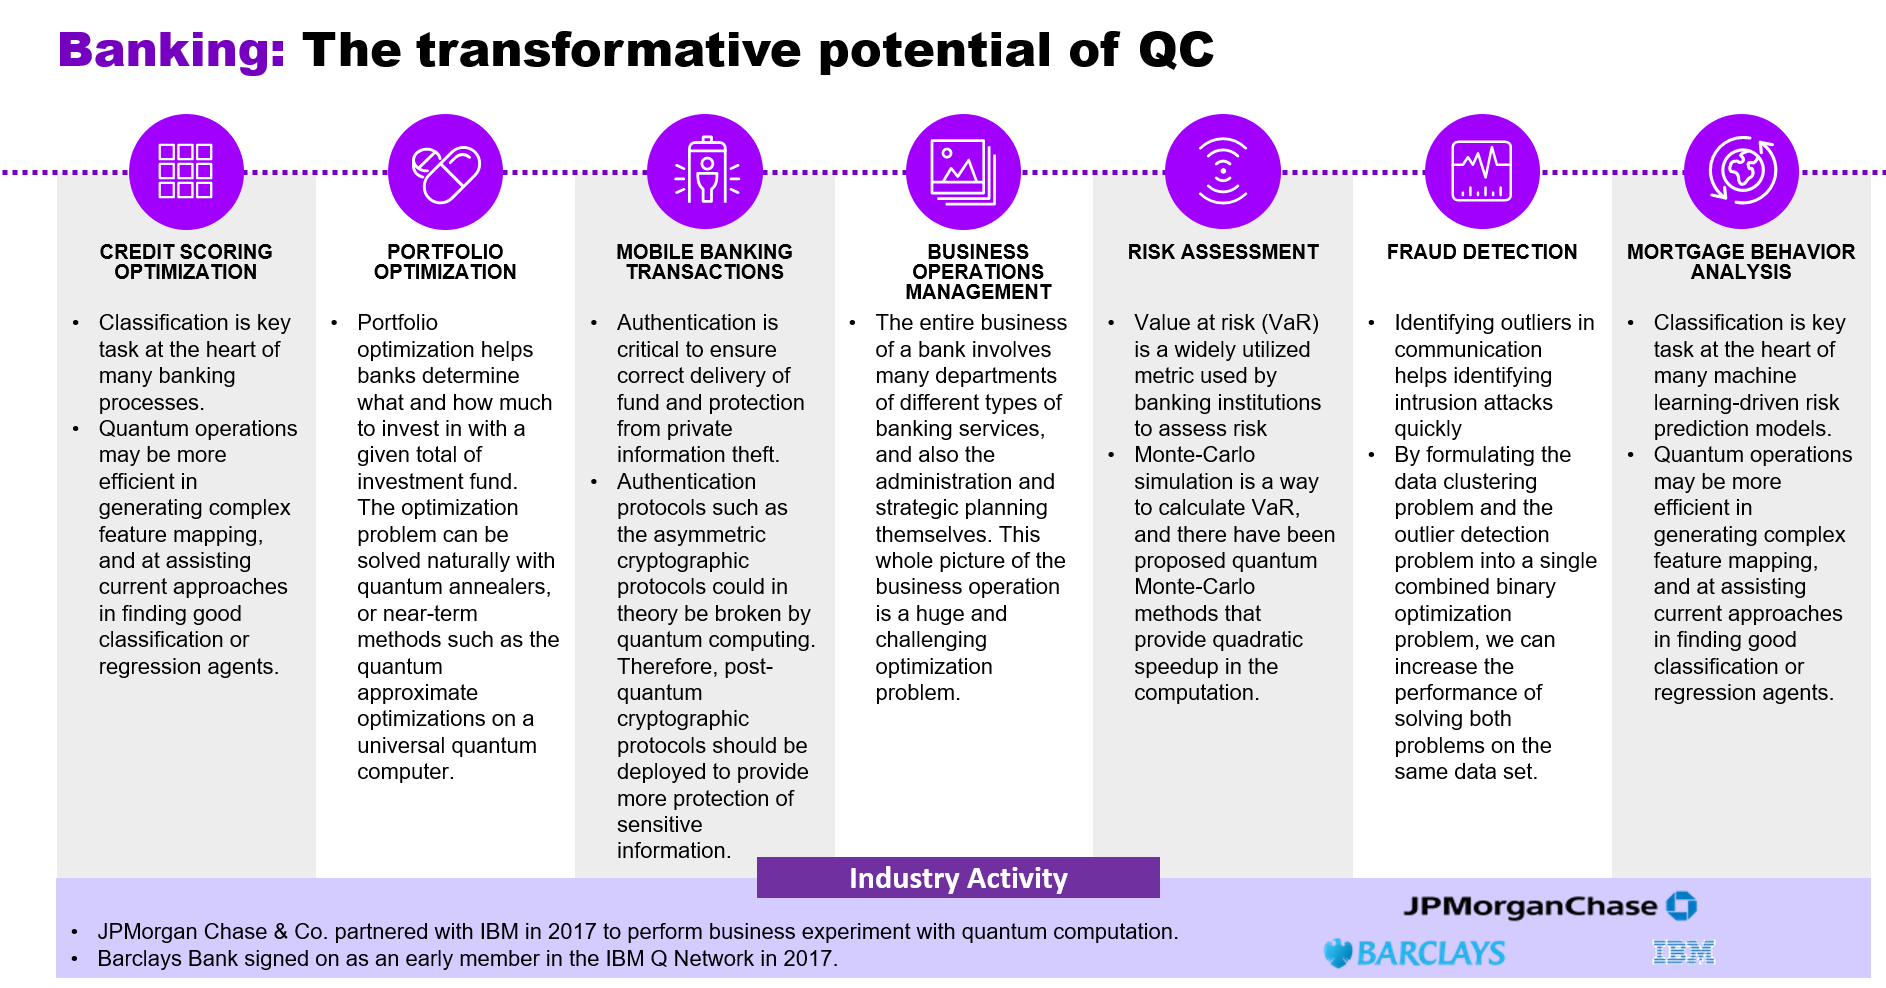 Banking: The transformative potential of QC
CREDIT SCORING
OPTIMIZATION
• Classification is key
task at the heart of
many banking
processes.
• Quantum operations
may be more
efficient in
generating complex
feature mapping,
and at assisting
current approaches
in finding good
classification or
regression agents.
PORTFOLIO
OPTIMIZATION
• Portfolio
optimization helps
banks determine
what and how much
to invest in with a
given total of
investment fund.
The optimization
problem can be
solved naturally with
quantum annealers,
or near-term
methods such as the
quantum
approximate
optimizations on a
universal quantum
computer.
MOBILE BANKING
TRANSACTIONS
• Authentication is
critical to ensure
correct delivery of
fund and protection
from private
information theft.
• Authentication
protocols such as
the asymmetric
cryptographic
protocols could in
theory be broken by
quantum computing.
Therefore, post-
quantum
cryptographic
protocols should be
deployed to provide
more protection of
sensitive
information.
BUSINESS
OPERATIONS
MANAGEMENT
• The entire business
of a bank involves
many departments
of different types of
banking services,
and also the
administration and
strategic planning
themselves. This
whole picture of the
business operation
is a huge and
challenging
optimization
problem.
RISK ASSESSMENT
• Value at risk (VaR)
is a widely utilized
metric used by
banking institutions
to assess risk
• Monte-Carlo
simulation is a way
to calculate VaR,
and there have been
proposed quantum
Monte-Carlo
methods that
provide quadratic
speedup in the
computation.
FRAUD DETECTION
• Identifying outliers in
communication
helps identifying
intrusion attacks
quickly
• By formulating the
data clustering
problem and the
outlier detection
problem into a single
combined binary
optimization
problem, we can
increase the
performance of
solving both
problems on the
same data set.
MORTGAGE BEHAVIOR
ANALYSIS
• Classification is key
task at the heart of
many machine
learning-driven risk
prediction models.
• Quantum operations
may be more
efficient in
generating complex
feature mapping,
and at assisting
current approaches
in finding good
classification or
regression agents.
Industry Activity
• JPMorgan Chase & Co. partnered with IBM in 2017 to perform business experiment with quantum computation.
• Barclays Bank signed on as an early member in the IBM Q Network in 2017.
JPMorganChase
BARCLAYS
IBM